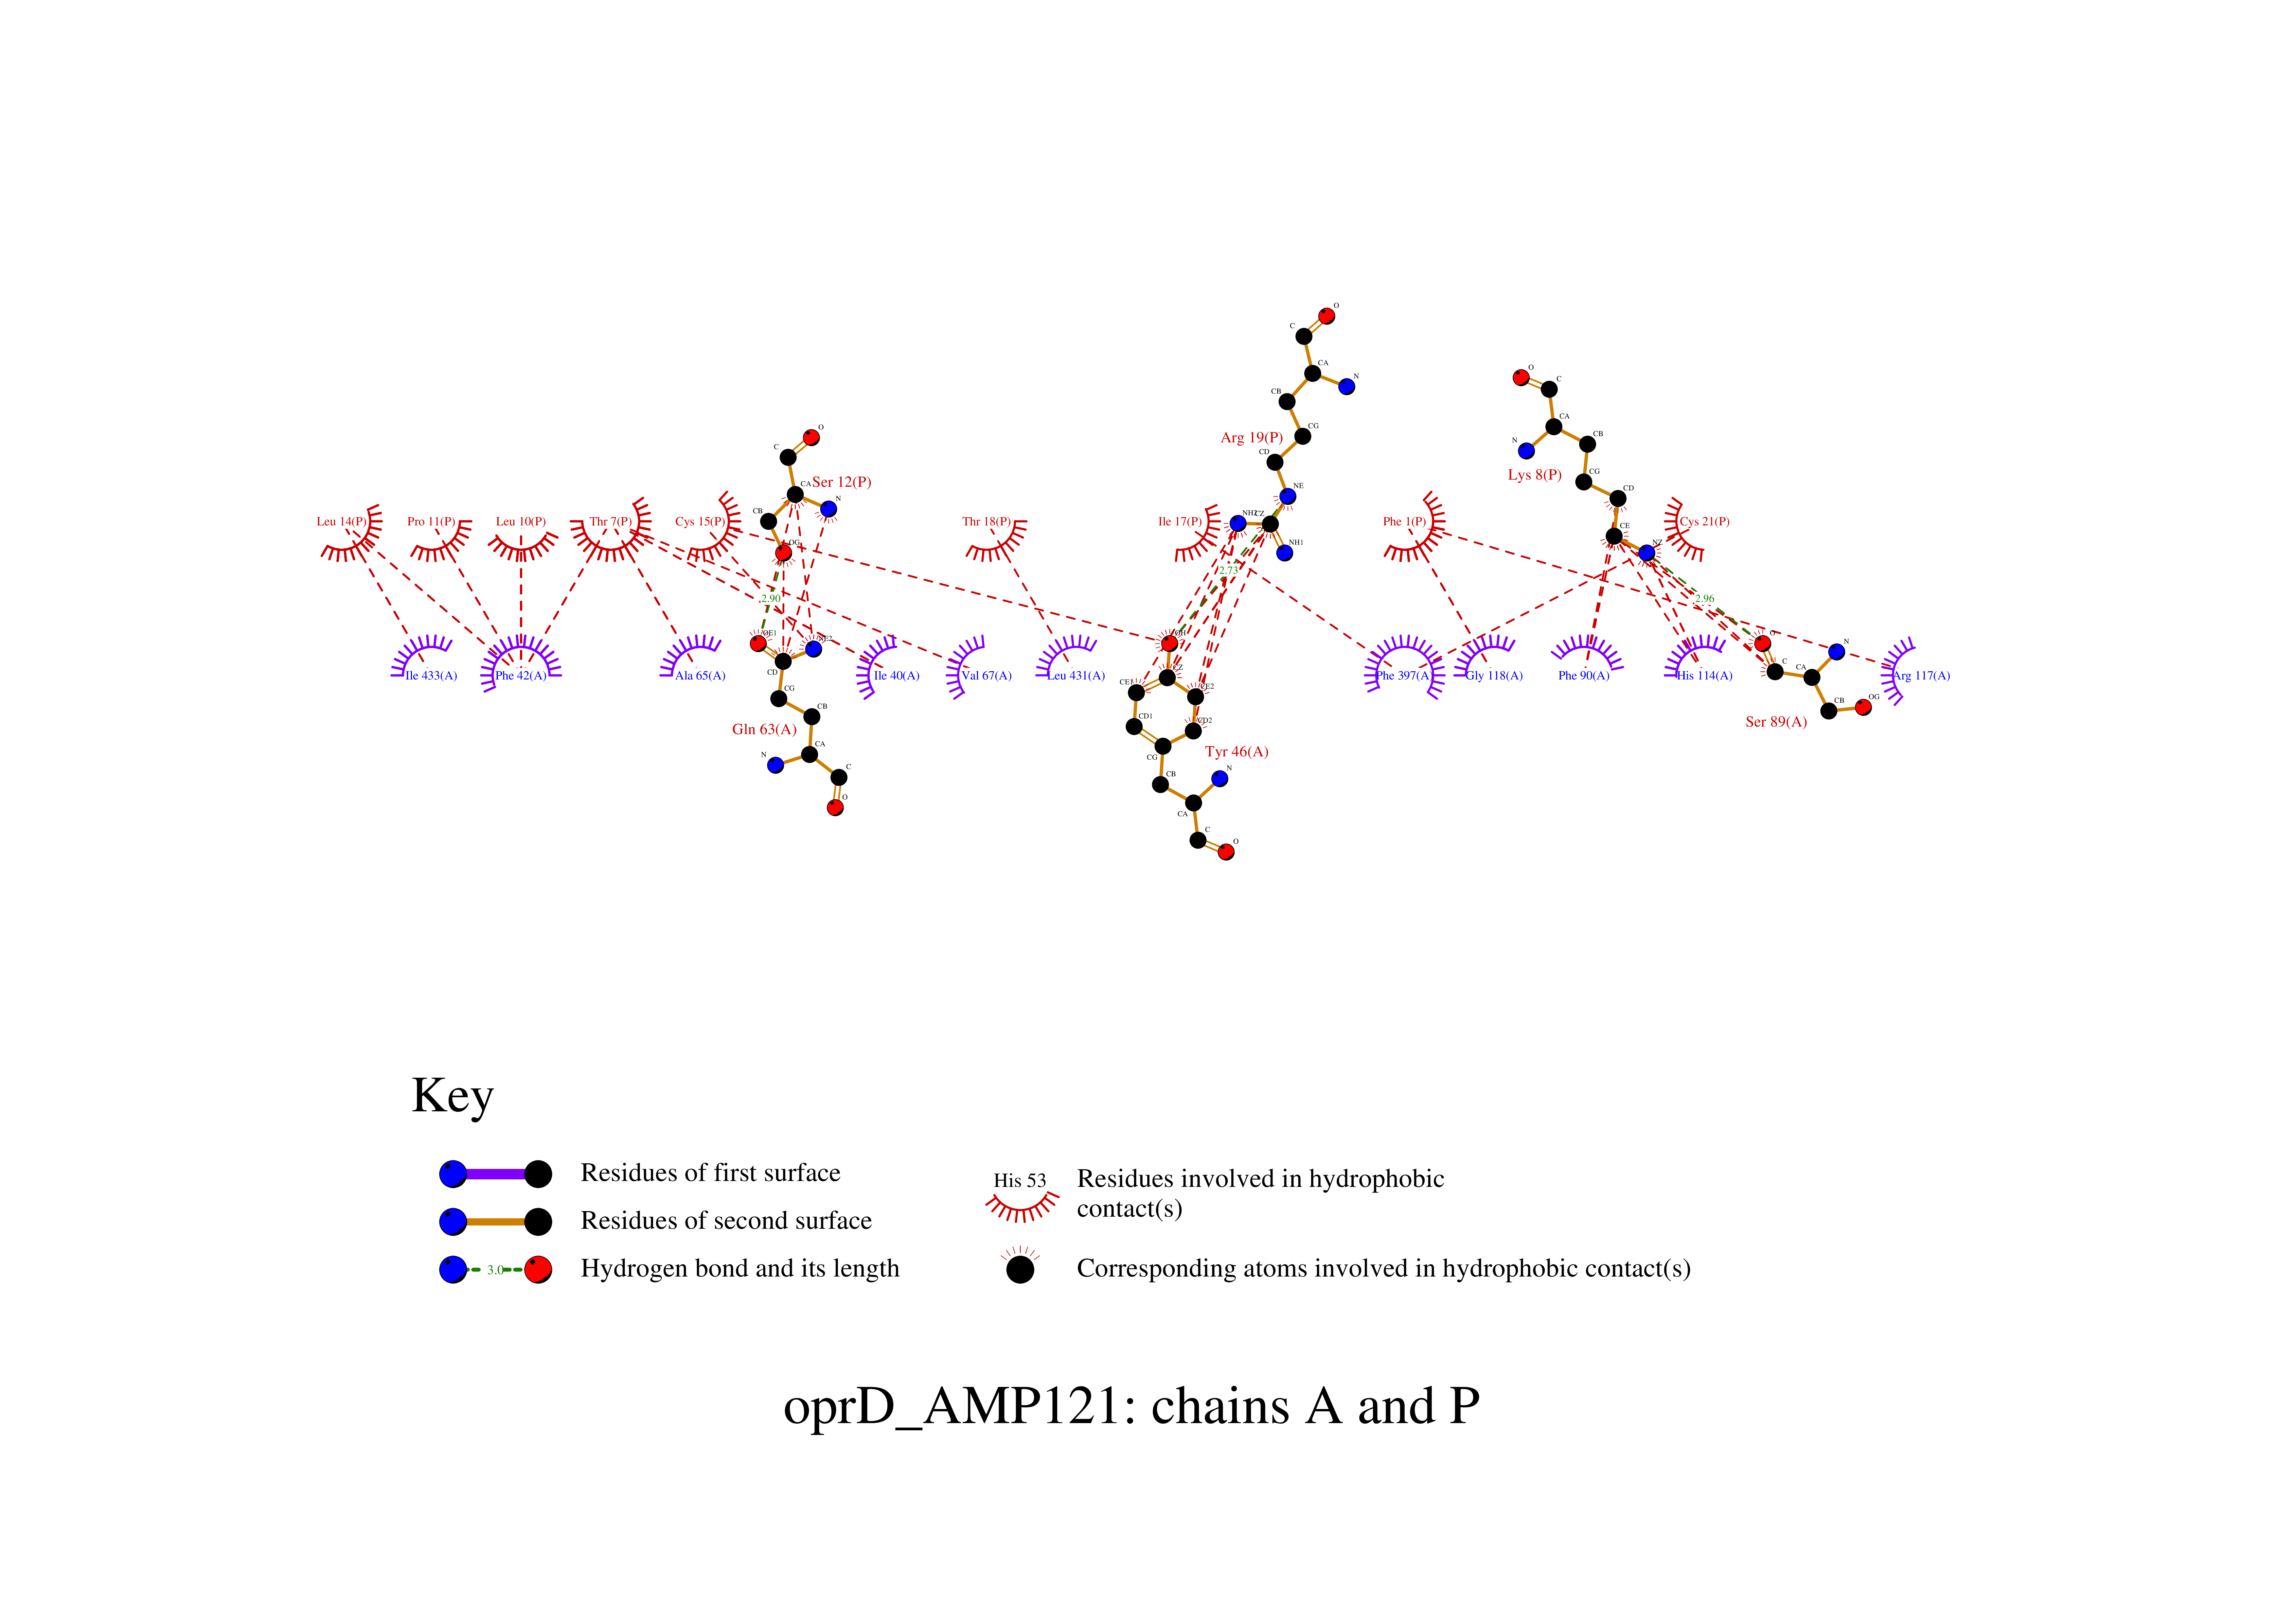 O
C
CA
N
CB
CG
Arg 19(P)
CD
NE
NH2
CZ
NH1
O
C
CA
CB
N
CG
Lys 8(P)
CD
CE
NZ
O
C
CA
Ser 12(P)
N
CB
OG
Leu 14(P)
Pro 11(P)
Leu 10(P)
Thr 7(P)
Cys 15(P)
Thr 18(P)
Ile 17(P)
Phe 1(P)
Cys 21(P)
2.90
2.73
2.96
OE1
NE2
CD
CG
CB
Gln 63(A)
CA
N
C
O
OH
CZ
CE1
CE2
CD1
CD2
CG
Tyr 46(A)
CB
N
CA
C
O
O
C
CA
N
CB
OG
Ser 89(A)
Ile 433(A)
Phe 42(A)
Ala 65(A)
Ile 40(A)
Val 67(A)
Leu 431(A)
Phe 397(A)
Gly 118(A)
Phe 90(A)
His 114(A)
Arg 117(A)
Key
Residues of first surface
Residues of second surface
3.0
Hydrogen bond and its length
His 53
Residues involved in hydrophobic
contact(s)
Corresponding atoms involved in hydrophobic contact(s)
oprD_AMP121: chains A and P